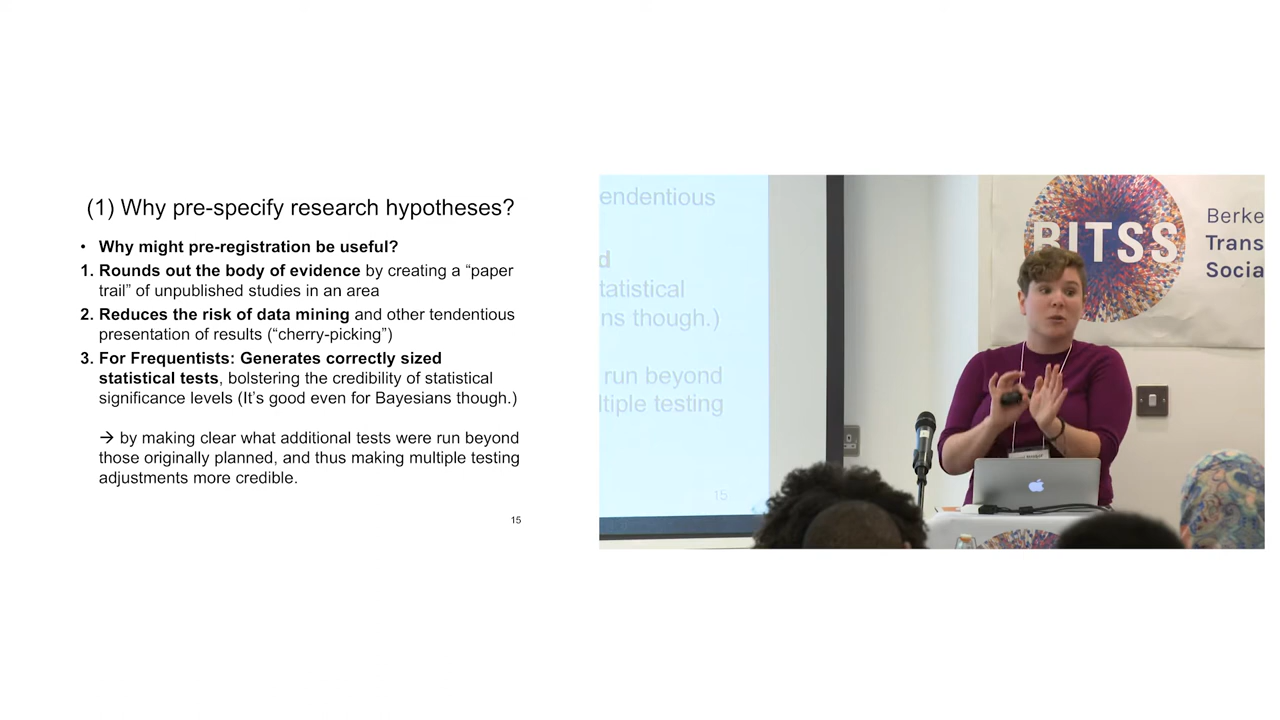 (1) Why pre-specify research hypotheses?
• Why might pre-registration be useful?
1. Rounds out the body of evidence by creating a “paper
trail” of unpublished studies in an area
2. Reduces the risk of data mining and other tendentious
presentation of results (“cherry-picking”)
3. For Frequentists: Generates correctly sized
statistical tests, bolstering the credibility of statistical
significance levels (It’s good even for Bayesians though.)
→ by making clear what additional tests were run beyond
those originally planned, and thus making multiple testing
adjustments more credible.
15
endentious
d
tatistical
ns though.)
run beyond
ltiple testing
15
BITSS
Berke
Trans
Socia